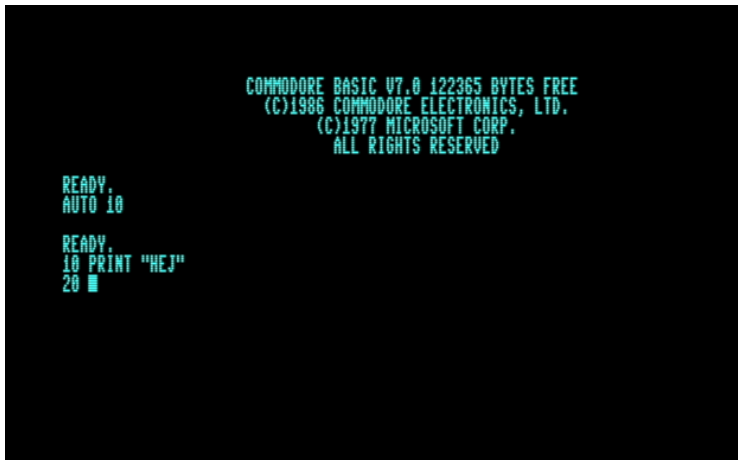 COMMODORE BASIC V7.0 122365 BYTES FREE
(C)1986 COMMODORE ELECTRONICS, LTD.
(C)1977 MICROSOFT CORP.
ALL RIGHTS RESERVED
READY.
AUTO 10
READY.
10 PRINT "HEJ"
20